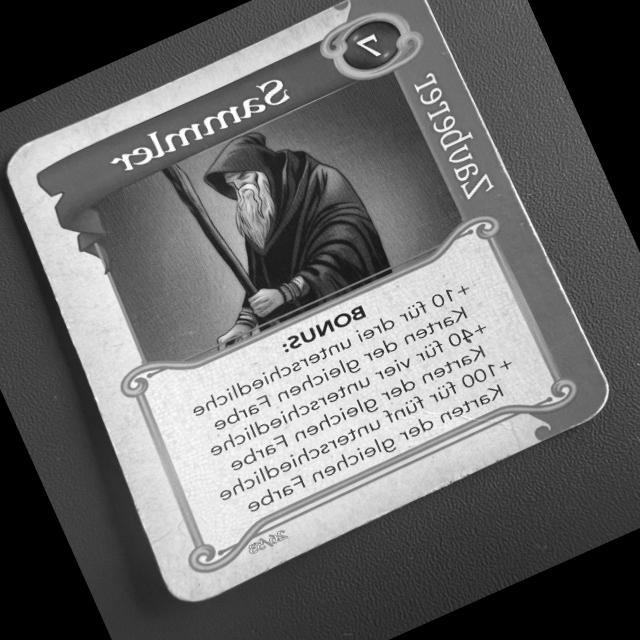 7
Sammler
Zauberer
BONUS:
+10 für drei unterschiedliche
Karten der gleichen Farbe
+40 für vier unterschiedliche
Karten der gleichen Farbe
+100 für fünf unterschiedliche
Karten der gleichen Farbe